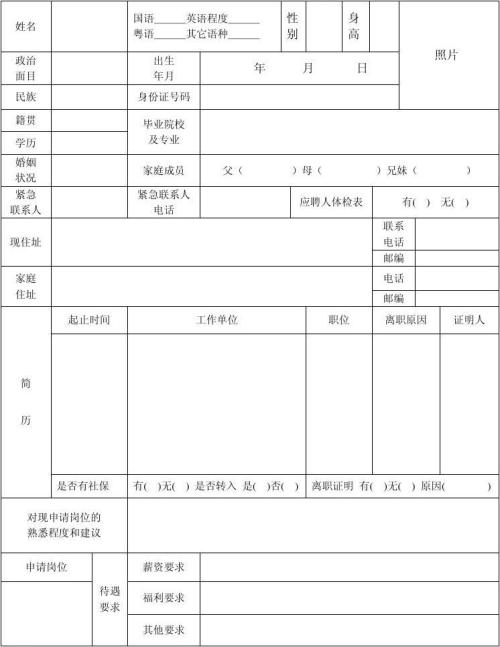 姓名
国语______英语程度______
粤语______其它语种______
性
别
身
高
照片
政治
面目
出生
年月
年 月 日
民族
身份证号码
籍贯
毕业院校
及专业
学历
婚姻
状况
家庭成员
父（ ）母（ ）兄妹（ ）
紧急
联系人
紧急联系人
电话
应聘人体检表
有( ) 无( )
现住址
联系
电话
邮编
家庭
住址
电话
邮编
简
历
起止时间
工作单位
职位
离职原因
证明人
是否有社保
有( )无( ) 是否转入 是( )否( )
离职证明 有( )无( ) 原因( )
对现申请岗位的
熟悉程度和建议
申请岗位
待遇
要求
薪资要求
福利要求
其他要求